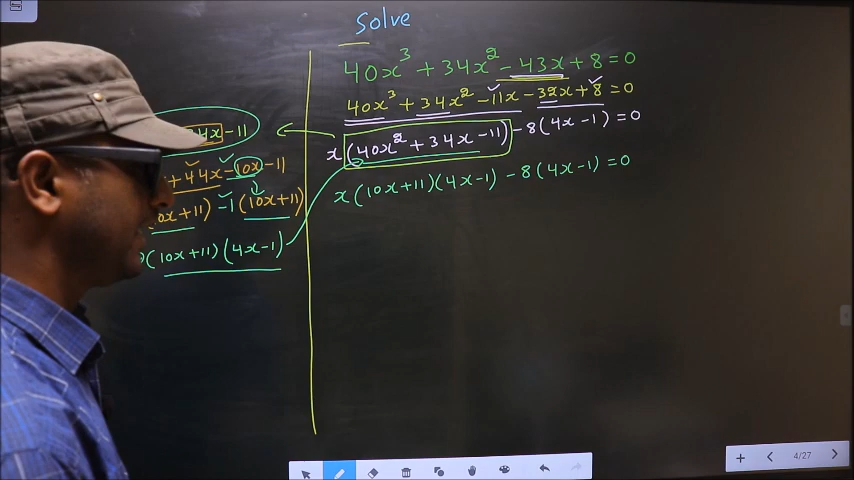 Solve
40x³ + 34x² - 43x + 8 = 0
40x³ + 34x² - 11x - 32x + 8 = 0
x(40x² + 34x - 11) - 8(4x - 1) = 0
x(10x + 11)(4x - 1) - 8(4x - 1) = 0
4x - 11
+ 44x - 10x - 11
0x + 11) - 1(10x + 11)
(10x + 11)(4x - 1)
4/27